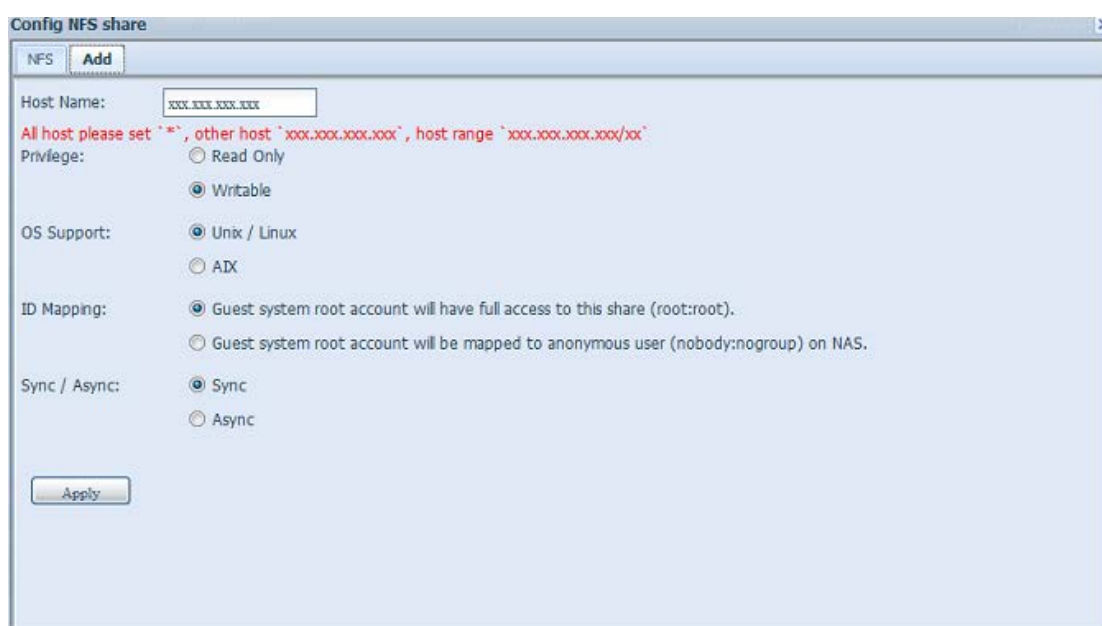 Config NFS share
NFS Add
Host Name: xxx.xxx.xxx.xxx
All host please set `*`, other host `xxx.xxx.xxx.xxx`, host range `xxx.xxx.xxx.xxx/xx`
Privilege: Read Only
Writable
OS Support: Unix / Linux
AIX
ID Mapping: Guest system root account will have full access to this share (root:root).
Guest system root account will be mapped to anonymous user (nobody:nogroup) on NAS.
Sync / Async: Sync
Async
Apply